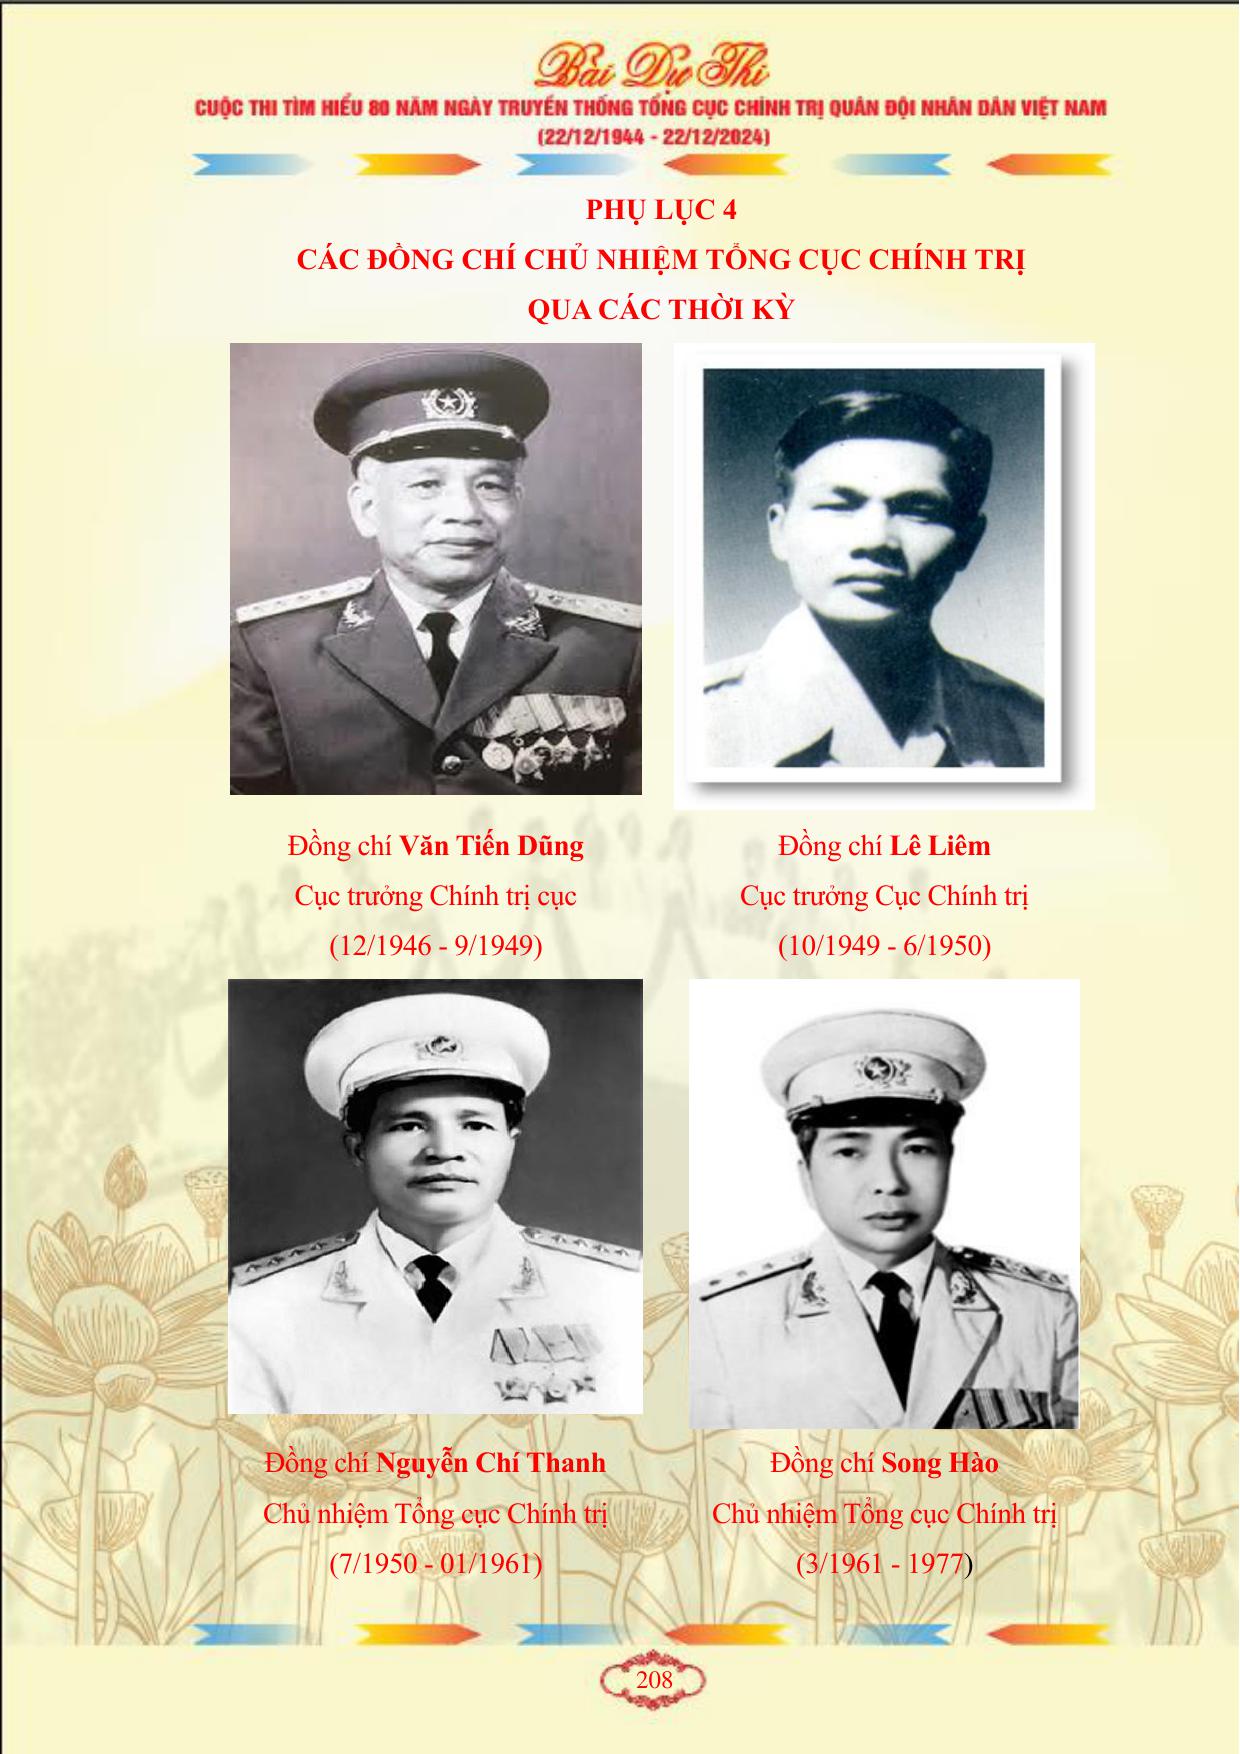 Bài Dự Thi
CUỘC THI TÌM HIỂU 80 NĂM NGÀY TRUYỀN THỐNG TỔNG CỤC CHÍNH TRỊ QUÂN ĐỘI NHÂN DÂN VIỆT NAM
(22/12/1944 - 22/12/2024)
PHỤ LỤC 4
CÁC ĐỒNG CHÍ CHỦ NHIỆM TỔNG CỤC CHÍNH TRỊ
QUA CÁC THỜI KỲ
Đồng chí Văn Tiến Dũng
Cục trưởng Chính trị cục
(12/1946 - 9/1949)
Đồng chí Lê Liêm
Cục trưởng Cục Chính trị
(10/1949 - 6/1950)
Đồng chí Nguyễn Chí Thanh
Chủ nhiệm Tổng cục Chính trị
(7/1950 - 01/1961)
Đồng chí Song Hào
Chủ nhiệm Tổng cục Chính trị
(3/1961 - 1977)
208